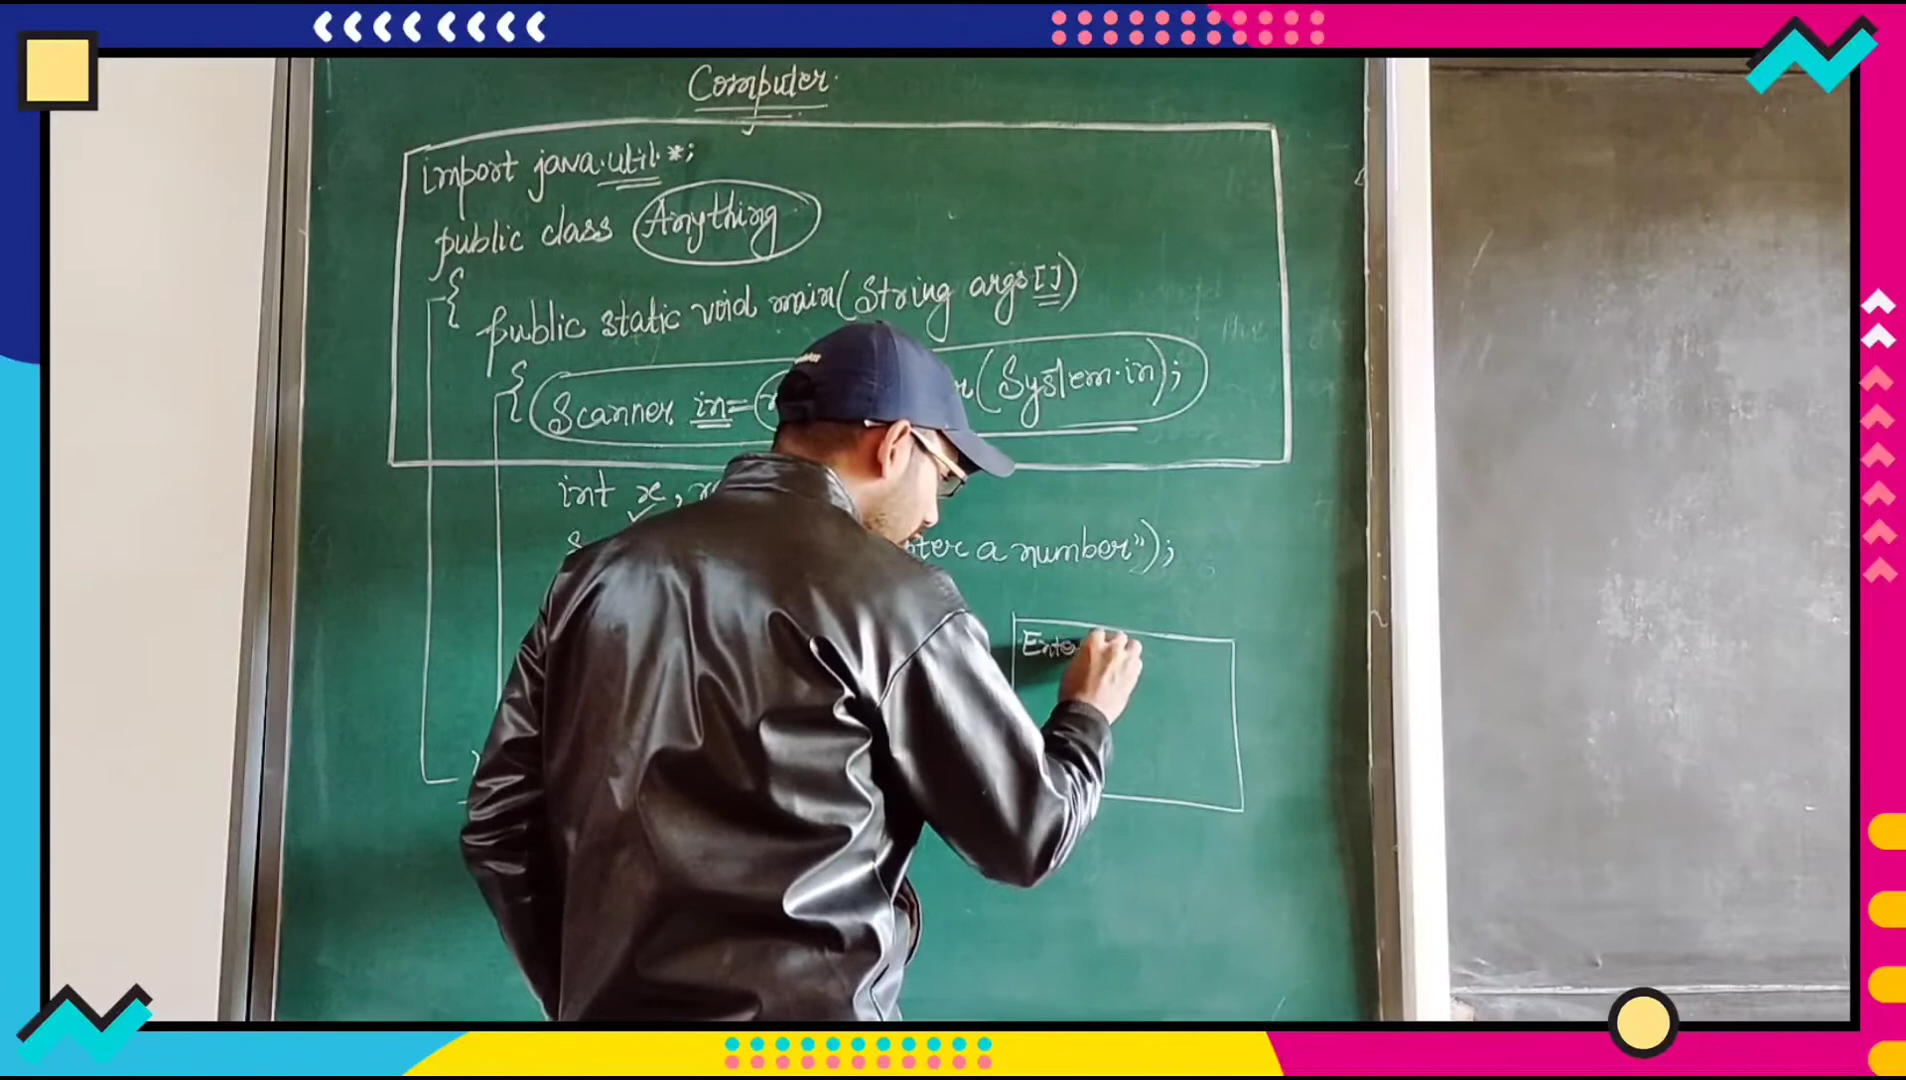 Computer
import java.util.*;
public class Anything
{
public static void main(String args[])
{ Scanner in= (System.in);
int x,
a number");
Ente